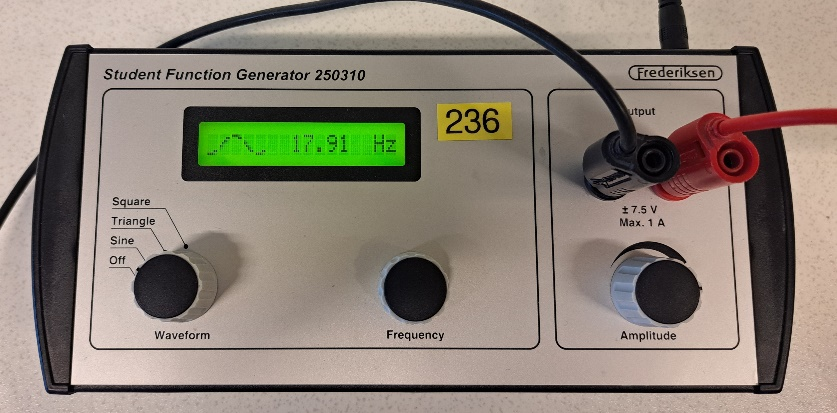 Student Function Generator 250310
Frederiksen
17.91 Hz
236
± 7.5 V
Max. 1 A
Square
Triangle
Sine
Off
Waveform
Frequency
Amplitude